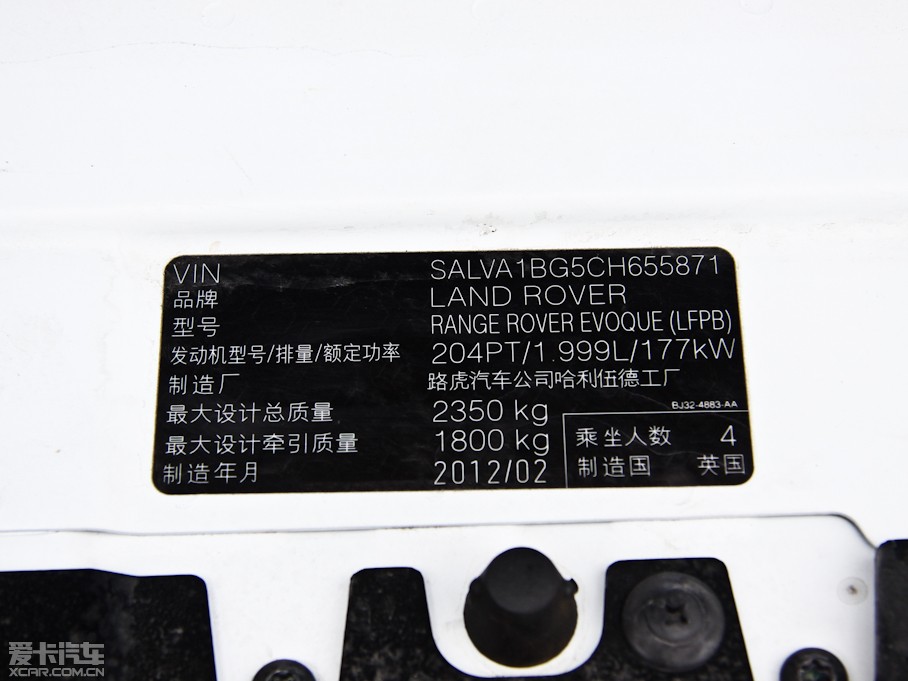 VIN SALVA1BG5CH655871
品牌 LAND ROVER
型号 RANGE ROVER EVOQUE (LFPB)
发动机型号/排量/额定功率 204PT/1.999L/177kW
制造厂 路虎汽车公司哈利伍德工厂
最大设计总质量 2350 kg BJ32-4883-AA
最大设计牵引质量 1800 kg 乘坐人数 4
制造年月 2012/02 制造国 英国
爱卡汽车
XCAR.COM.CN